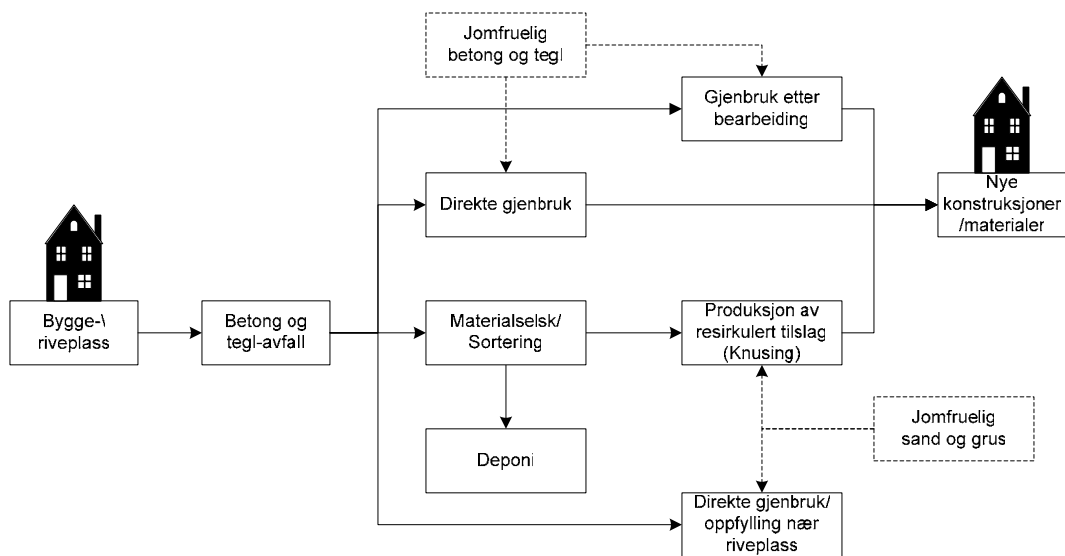 Jomfruelig
betong og tegl
Gjenbruk etter
bearbeiding
Direkte gjenbruk
Nye
konstruksjoner
/materialer
Bygge-\
riveplass
Betong og
tegl-avfall
Materialselsk/
Sortering
Produksjon av
resirkulert tilslag
(Knusing)
Jomfruelig
sand og grus
Deponi
Direkte gjenbruk/
oppfylling nær
riveplass